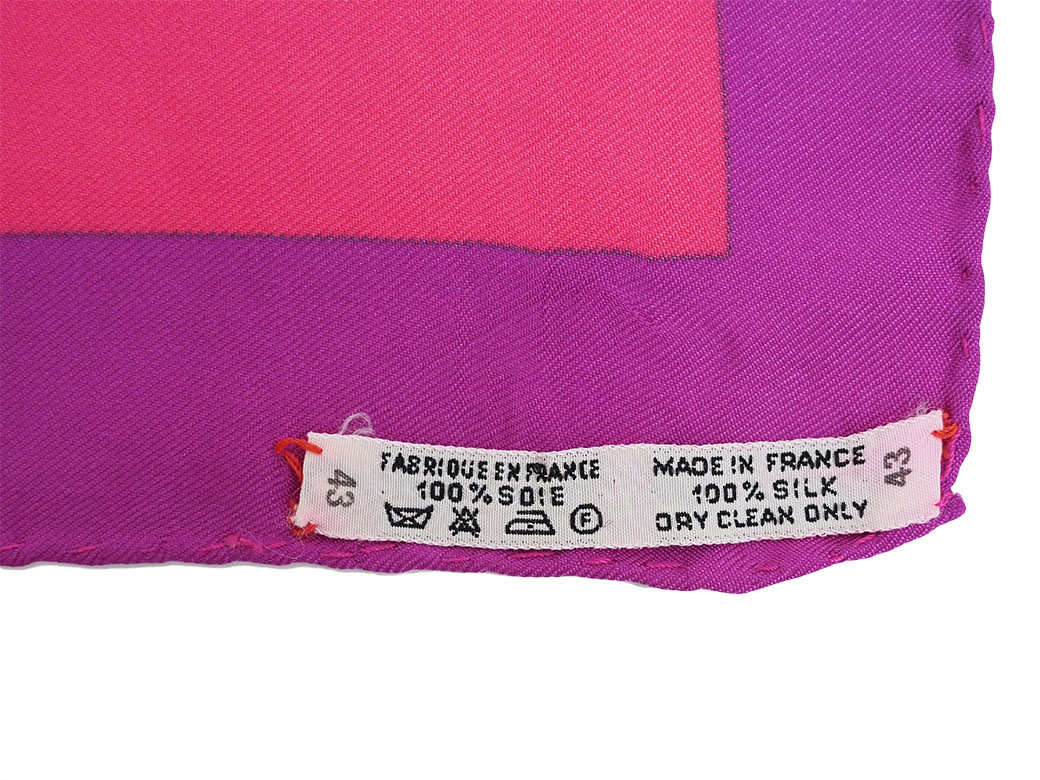 43
FABRIQUE EN FRANCE
100% SOIE
F
MADE IN FRANCE
100% SILK
DRY CLEAN ONLY
43